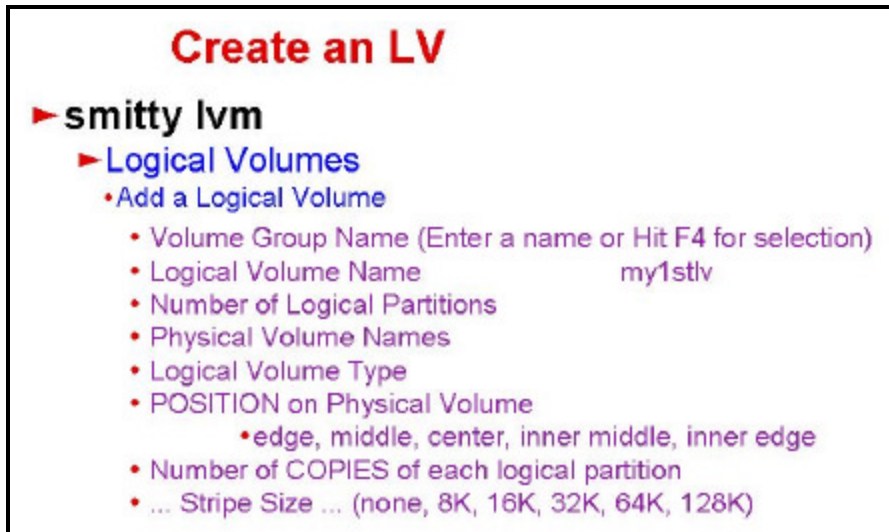 Create an LV
smitty lvm
Logical Volumes
Add a Logical Volume
Volume Group Name (Enter a name or Hit F4 for selection)
Logical Volume Name my1stlv
Number of Logical Partitions
Physical Volume Names
Logical Volume Type
POSITION on Physical Volume
edge, middle, center, inner middle, inner edge
Number of COPIES of each logical partition
... Stripe Size ... (none, 8K, 16K, 32K, 64K, 128K)